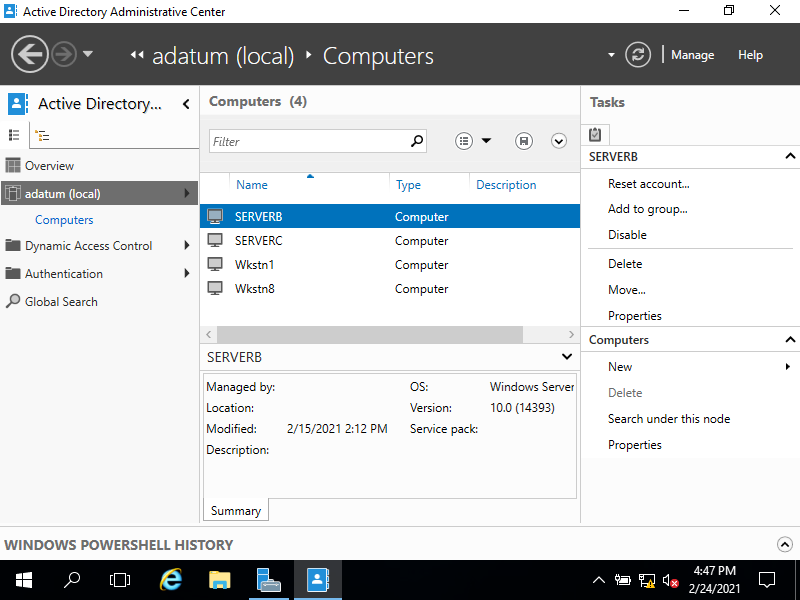 Active Directory Administrative Center
adatum (local) Computers
Manage Help
Active Directory...
Overview
adatum (local)
Computers
Dynamic Access Control
Authentication
Global Search
Computers (4)
Filter
Name Type Description
SERVERB Computer
SERVERC Computer
Wkstn1 Computer
Wkstn8 Computer
SERVERB
Managed by: OS: Windows Server
Location: Version: 10.0 (14393)
Modified: 2/15/2021 2:12 PM Service pack:
Description:
Summary
Tasks
SERVERB
Reset account...
Add to group...
Disable
Delete
Move...
Properties
Computers
New
Delete
Search under this node
Properties
WINDOWS POWERSHELL HISTORY
4:47 PM
2/24/2021